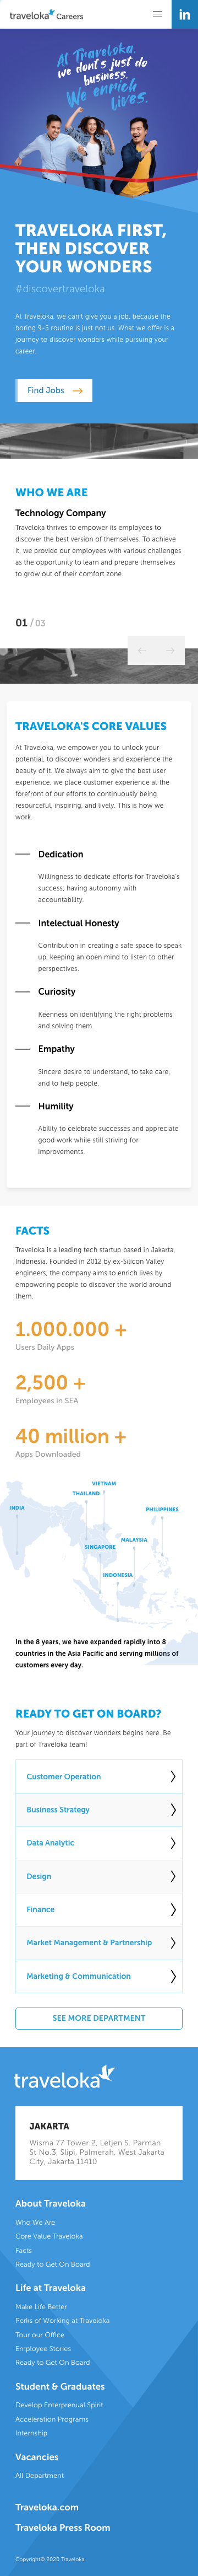 traveloka Careers
in
At Traveloka,
we don't just do
business.
We enrich
lives.
TRAVELOKA FIRST,
THEN DISCOVER
YOUR WONDERS
#discovertraveloka
At Traveloka, we can't give you a job, because the
boring 9-5 routine is just not us. What we offer is a
journey to discover wonders while pursuing your
career.
Find Jobs
WHO WE ARE
Technology Company
Traveloka thrives to empower its employees to
discover the best version of themselves. To achieve
it, we provide our employees with various challenges
as the opportunity to learn and prepare themselves
to grow out of their comfort zone.
01 / 03
TRAVELOKA'S CORE VALUES
At Traveloka, we empower you to unlock your
potential, to discover wonders and experience the
beauty of it. We always aim to give the best user
experience, we place customer experience at the
forefront of our efforts to continuously being
resourceful, inspiring, and lively. This is how we
work.
Dedication
Willingness to dedicate efforts for Traveloka's
success; having autonomy with
accountability.
Intellectual Honesty
Contribution in creating a safe space to speak
up, keeping an open mind to listen to other
perspectives.
Curiosity
Keenness on identifying the right problems
and solving them.
Empathy
Sincere desire to understand, to take care,
and to help people.
Humility
Ability to celebrate successes and appreciate
good work while still striving for
improvements.
FACTS
Traveloka is a leading tech startup based in Jakarta,
Indonesia. Founded in 2012 by ex-Silicon Valley
engineers, the company aims to enrich lives by
empowering people to discover the world around
them.
1.000.000 +
Users Daily Apps
2,500 +
Employees in SEA
40 million +
Apps Downloaded
VIETNAM
THAILAND
INDIA
PHILIPPINES
MALAYSIA
SINGAPORE
INDONESIA
In the 8 years, we have expanded rapidly into 8
countries in the Asia Pacific and serving millions of
customers every day.
READY TO GET ON BOARD?
Your journey to discover wonders begins here. Be
part of Traveloka team!
Customer Operation
Business Strategy
Data Analytic
Design
Finance
Market Management & Partnership
Marketing & Communication
SEE MORE DEPARTMENT
traveloka
JAKARTA
Wisma 77 Tower 2, Letjen S. Parman
St No.3, Slipi, Palmerah, West Jakarta
City, Jakarta 11410
About Traveloka
Who We Are
Core Value Traveloka
Facts
Ready to Get On Board
Life at Traveloka
Make Life Better
Perks of Working at Traveloka
Tour our Office
Employee Stories
Ready to Get On Board
Student & Graduates
Develop Enterprenual Spirit
Acceleration Programs
Internship
Vacancies
All Department
Traveloka.com
Traveloka Press Room
Copyright© 2020 Traveloka